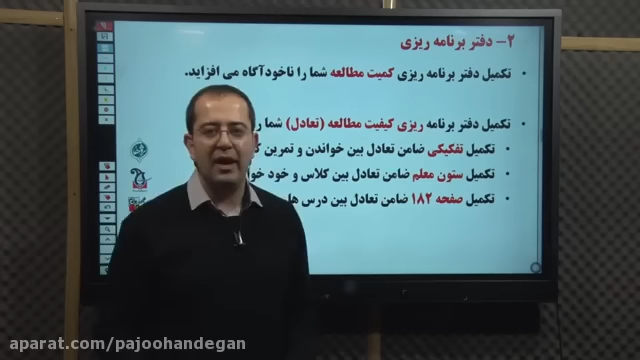 ۲- دفتر برنامه ریزی
• تکمیل دفتر برنامه ریزی کمیت مطالعه شما را ناخودآگاه می افزاید.
• تکمیل دفتر برنامه ریزی کیفیت مطالعه (تعادل) شما را
• تکمیل تفکیکی ضامن تعادل بین خواندن و تمرین
• تکمیل ستون معلم ضامن تعادل بین کلاس و خود
• تکمیل صفحه ۱۸۲ ضامن تعادل بین درس ها
aparat.com/pajoohandegan